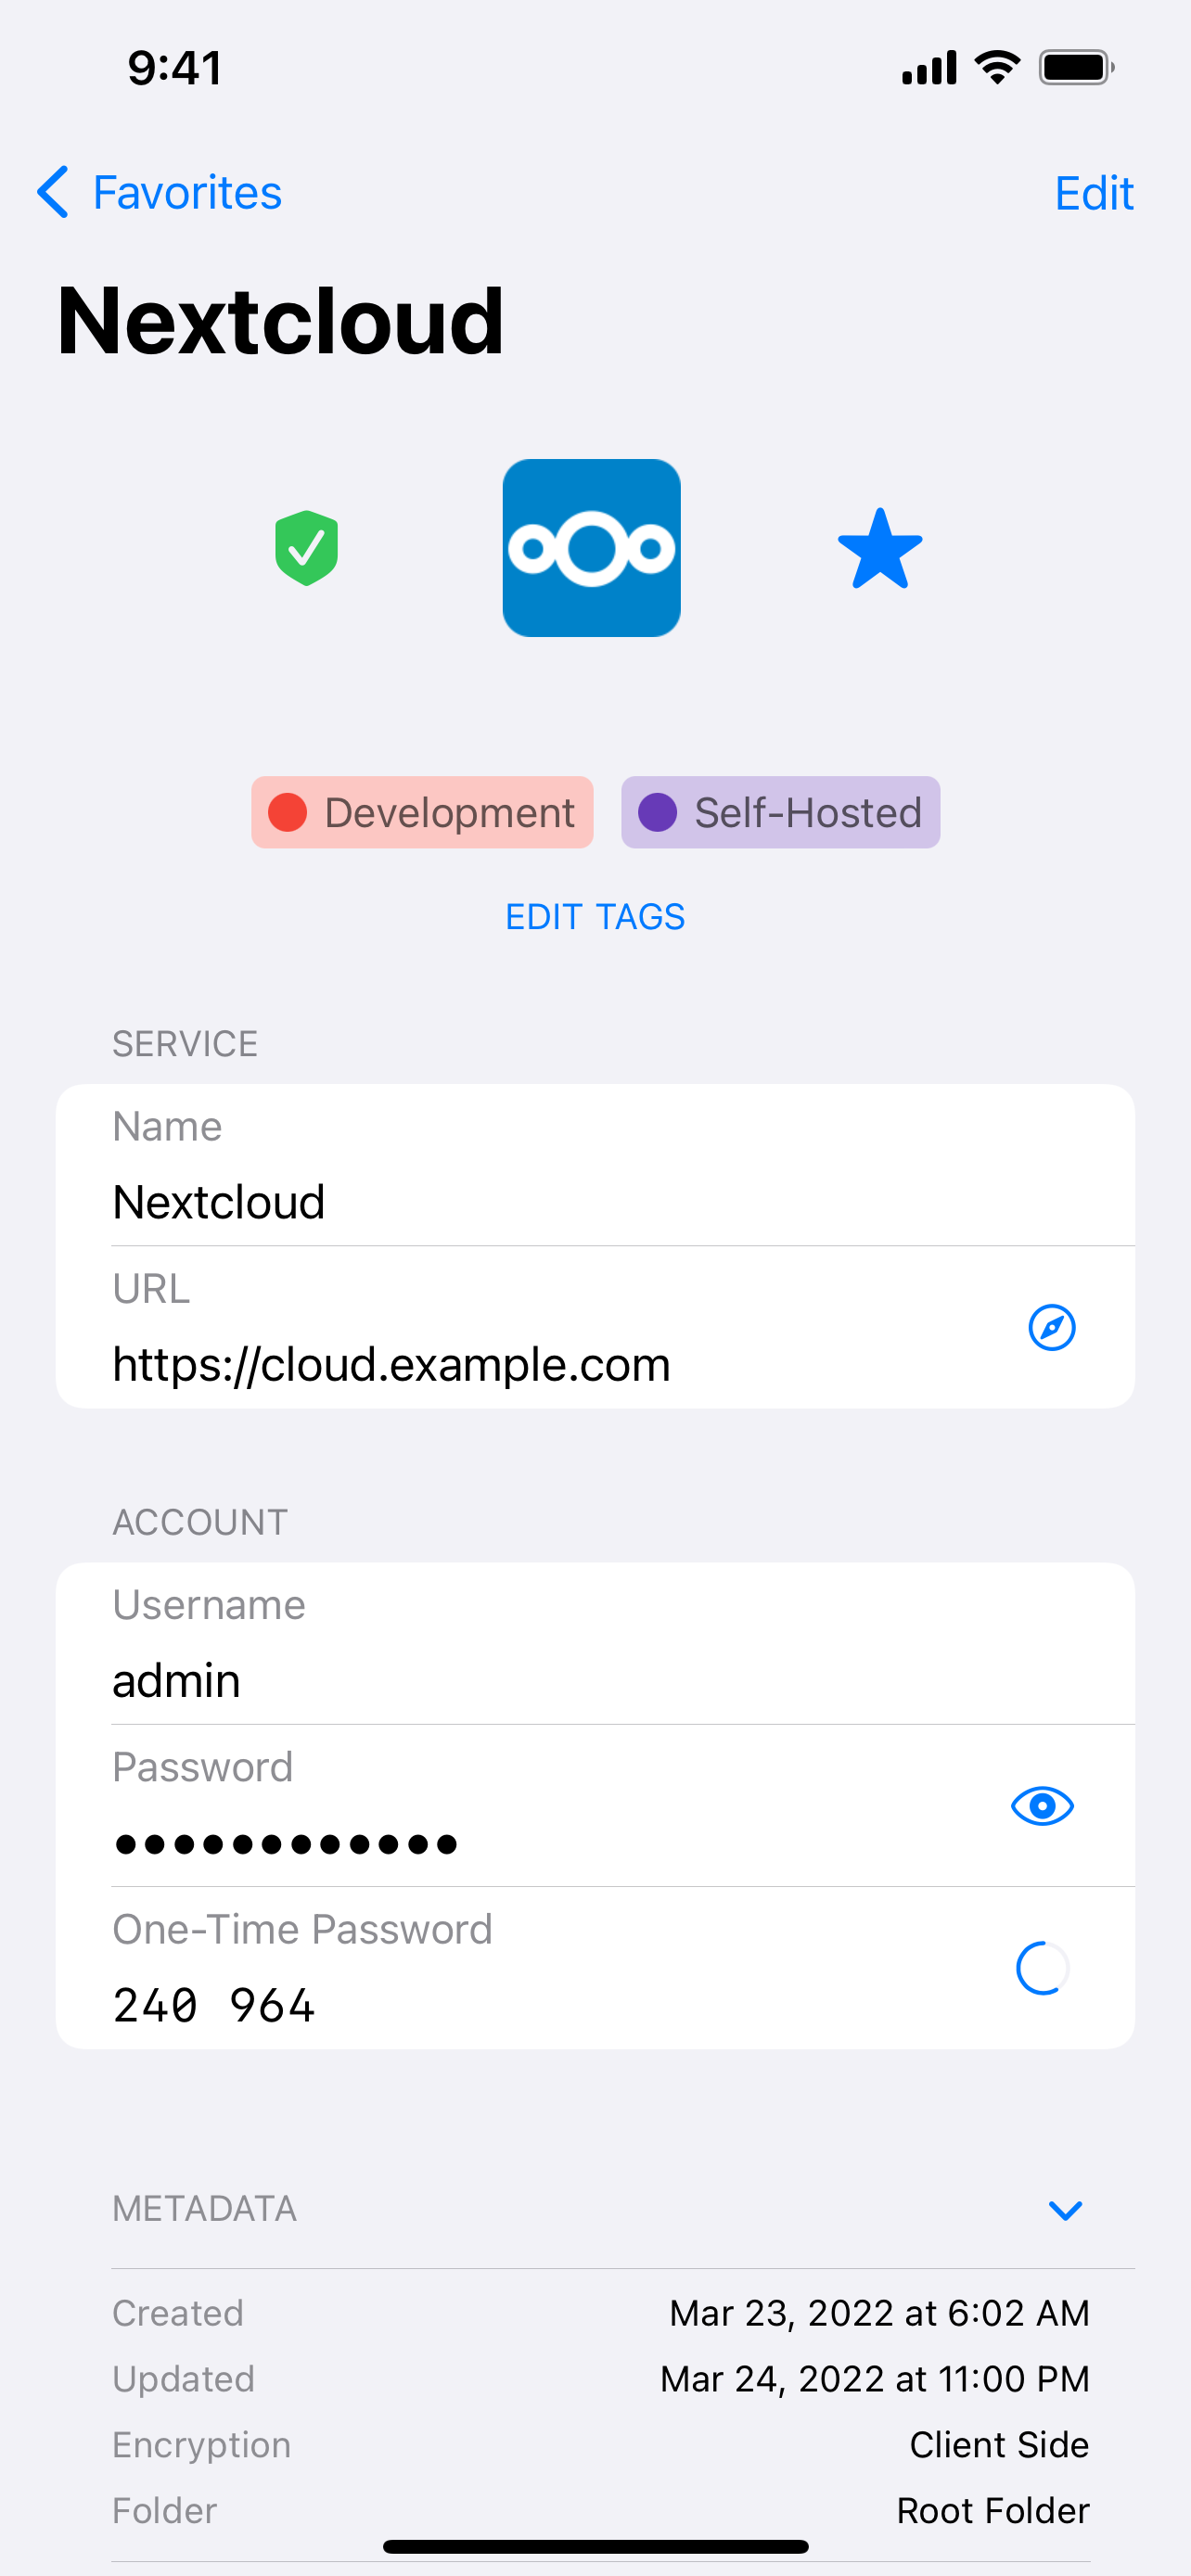 9:41
Favorites
Edit
Nextcloud
Development
Self-Hosted
EDIT TAGS
SERVICE
Name
Nextcloud
URL
https://cloud.example.com
ACCOUNT
Username
admin
Password
••••••••••••
One-Time Password
240 964
METADATA
Created Mar 23, 2022 at 6:02 AM
Updated Mar 24, 2022 at 11:00 PM
Encryption Client Side
Folder Root Folder